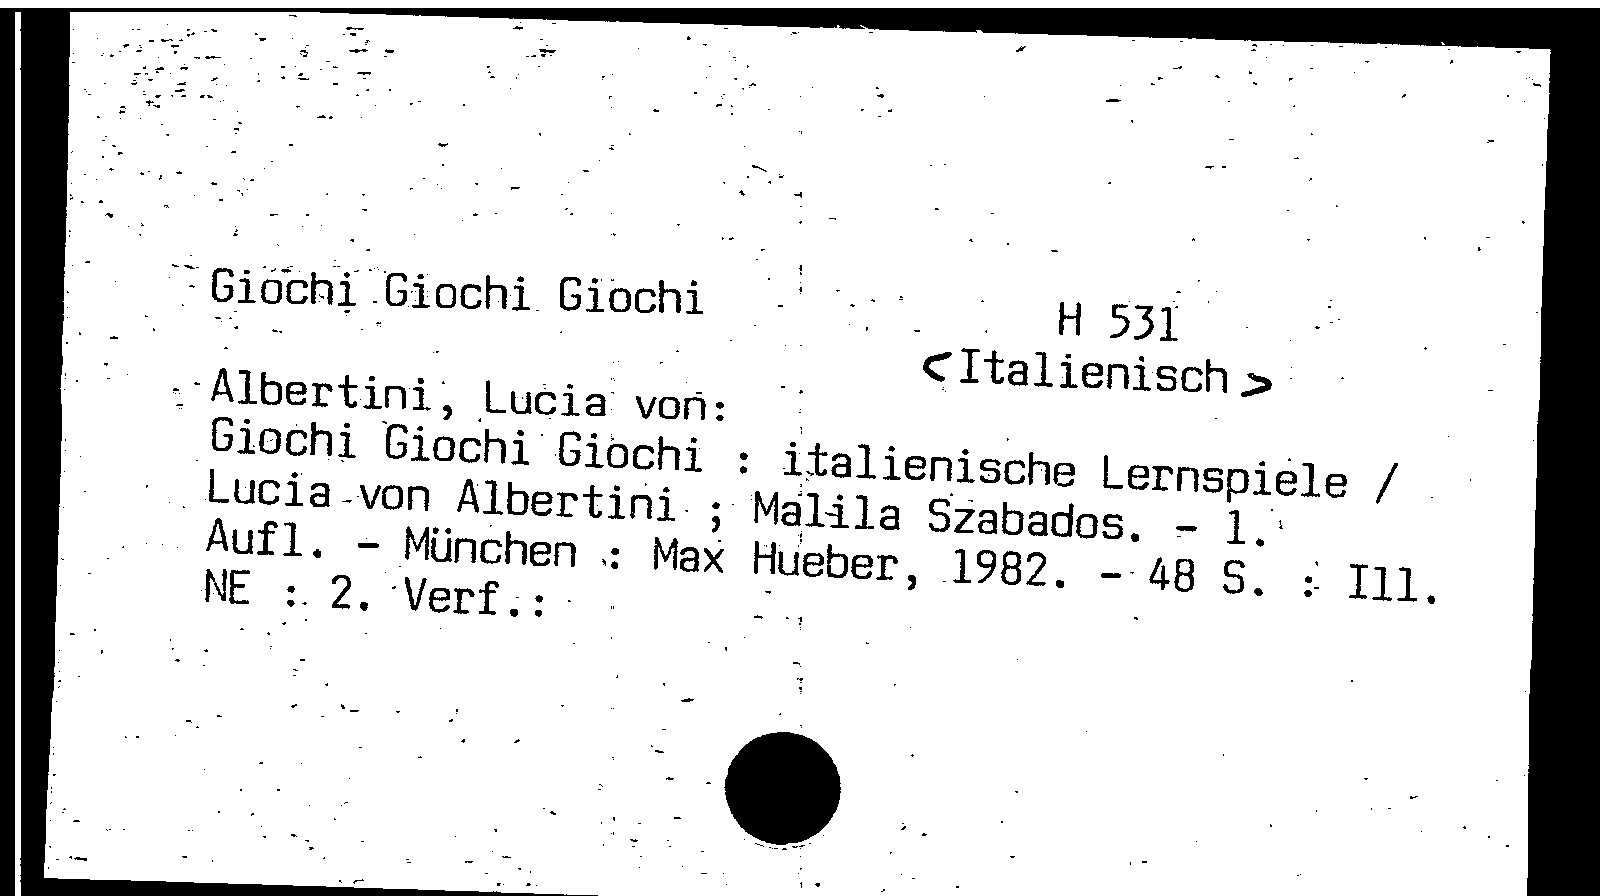 Giochi Giochi Giochi
H 531
<Italienisch>
Albertini, Lucia von:
Giochi Giochi Giochi : italienische Lernspiele /
Lucia von Albertini ; Malila Szabados. - 1.
Aufl. - München : Max Hueber, 1982. - 48 S. : Ill.
NE : 2. Verf.: